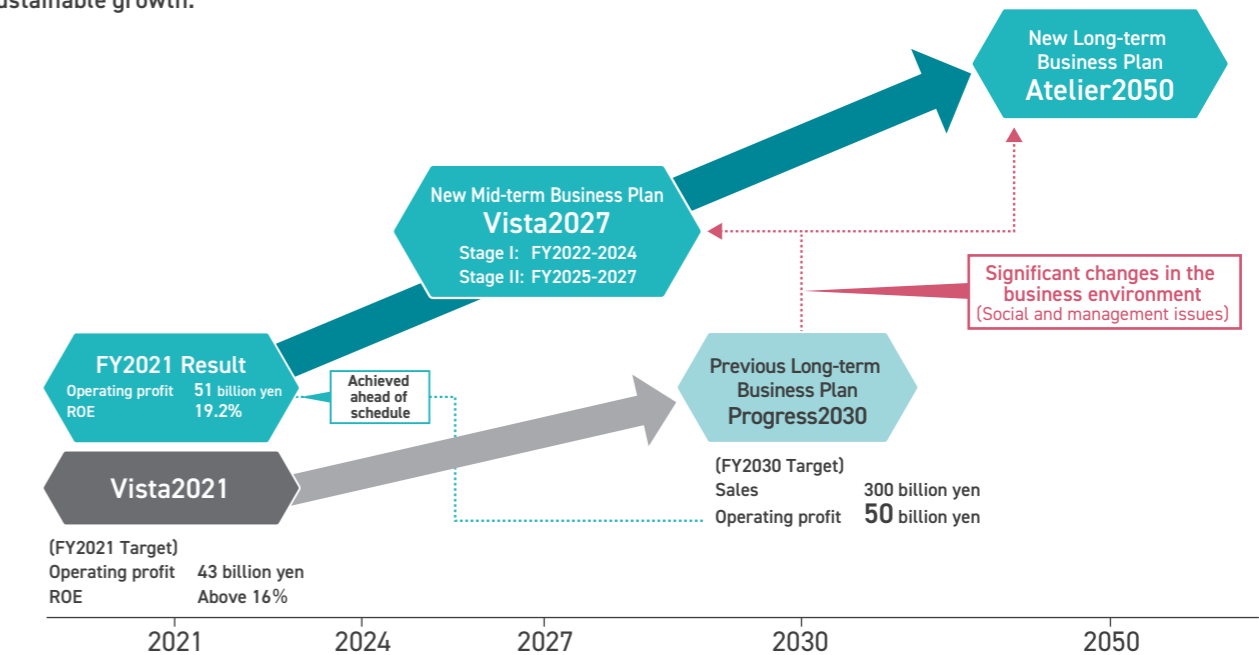 ustainable growth.
New Long-term
Business Plan
Atelier2050
New Mid-term Business Plan
Vista2027
Stage I: FY2022-2024
Stage II: FY2025-2027
Significant changes in the
business environment
(Social and management issues)
FY2021 Result
Operating profit 51 billion yen
ROE 19.2%
Achieved
ahead of
schedule
Previous Long-term
Business Plan
Progress2030
(FY2030 Target)
Sales 300 billion yen
Operating profit 50 billion yen
Vista2021
(FY2021 Target)
Operating profit 43 billion yen
ROE Above 16%
2021 2024 2027 2030 2050